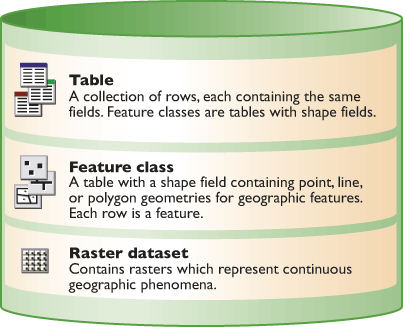 Table
A collection of rows, each containing the same
fields. Feature classes are tables with shape fields.
Feature class
A table with a shape field containing point, line,
or polygon geometries for geographic features.
Each row is a feature.
Raster dataset
Contains rasters which represent continuous
geographic phenomena.